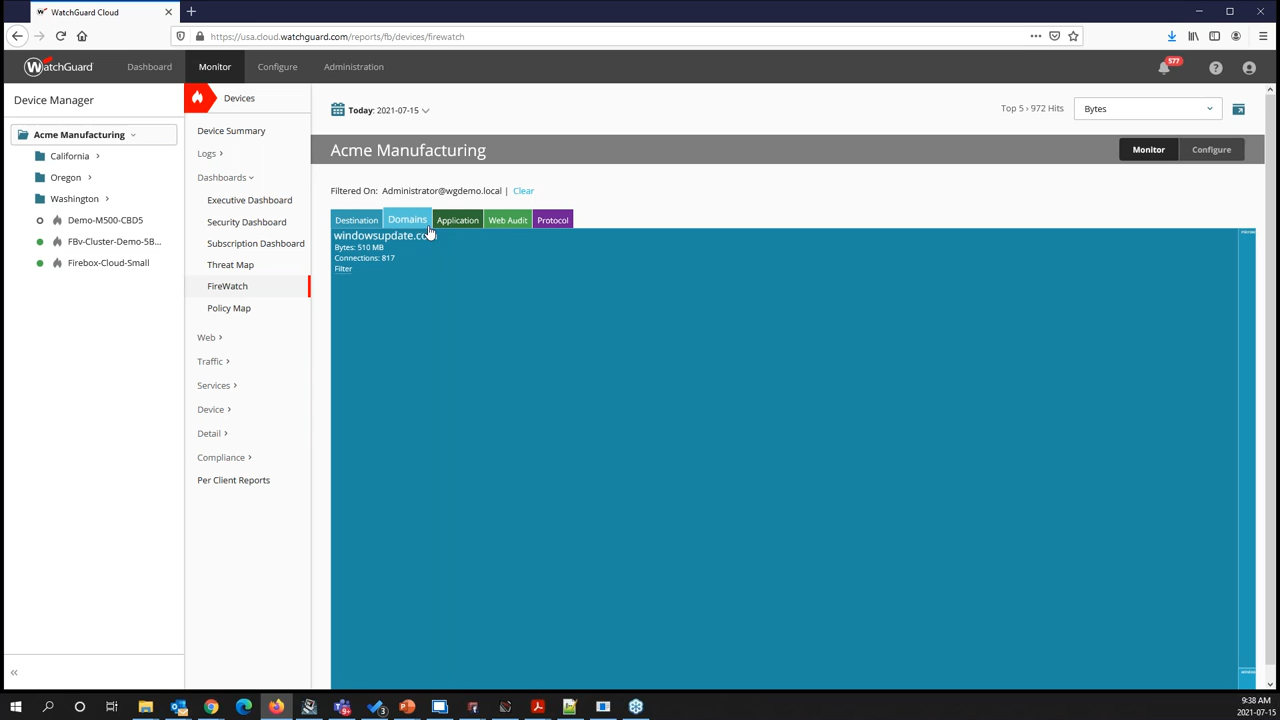 WatchGuard Cloud
https://usa.cloud.watchguard.com/reports/fb/devices/firewatch
WatchGuard
Dashboard
Monitor
Configure
Administration
577
Device Manager
Acme Manufacturing
California
Oregon
Washington
Demo-M500-CBD5
FBv-Cluster-Demo-5B...
Firebox-Cloud-Small
Devices
Device Summary
Logs
Dashboards
Executive Dashboard
Security Dashboard
Subscription Dashboard
Threat Map
FireWatch
Policy Map
Web
Traffic
Services
Device
Detail
Compliance
Per Client Reports
Today: 2021-07-15
Top 5 › 972 Hits
Bytes
Acme Manufacturing
Monitor
Configure
Filtered On: Administrator@wgdemo.local | Clear
Destination
Domains
Application
Web Audit
Protocol
windowsupdate.com
Bytes: 510 MB
Connections: 817
Filter
9:38 AM
2021-07-15